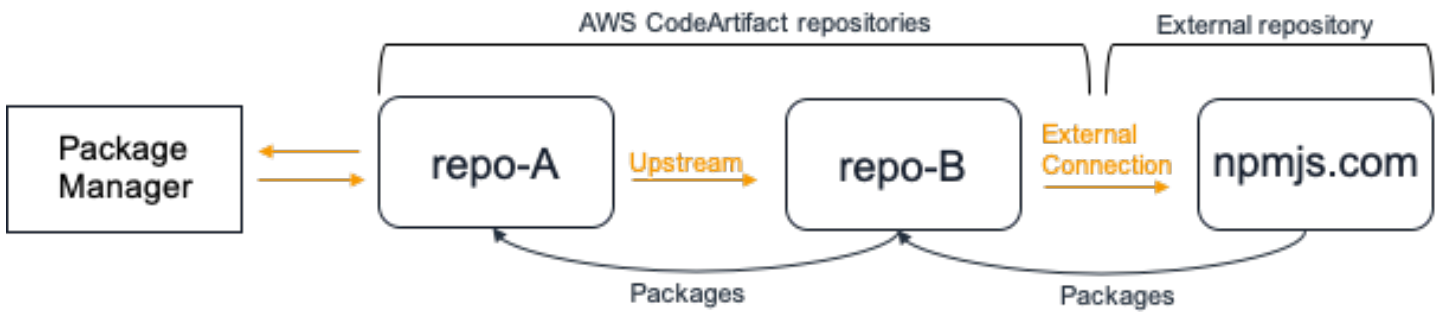 AWS CodeArtifact repositories
External repository
Package
Manager
repo-A
Upstream
repo-B
External
Connection
npmjs.com
Packages
Packages